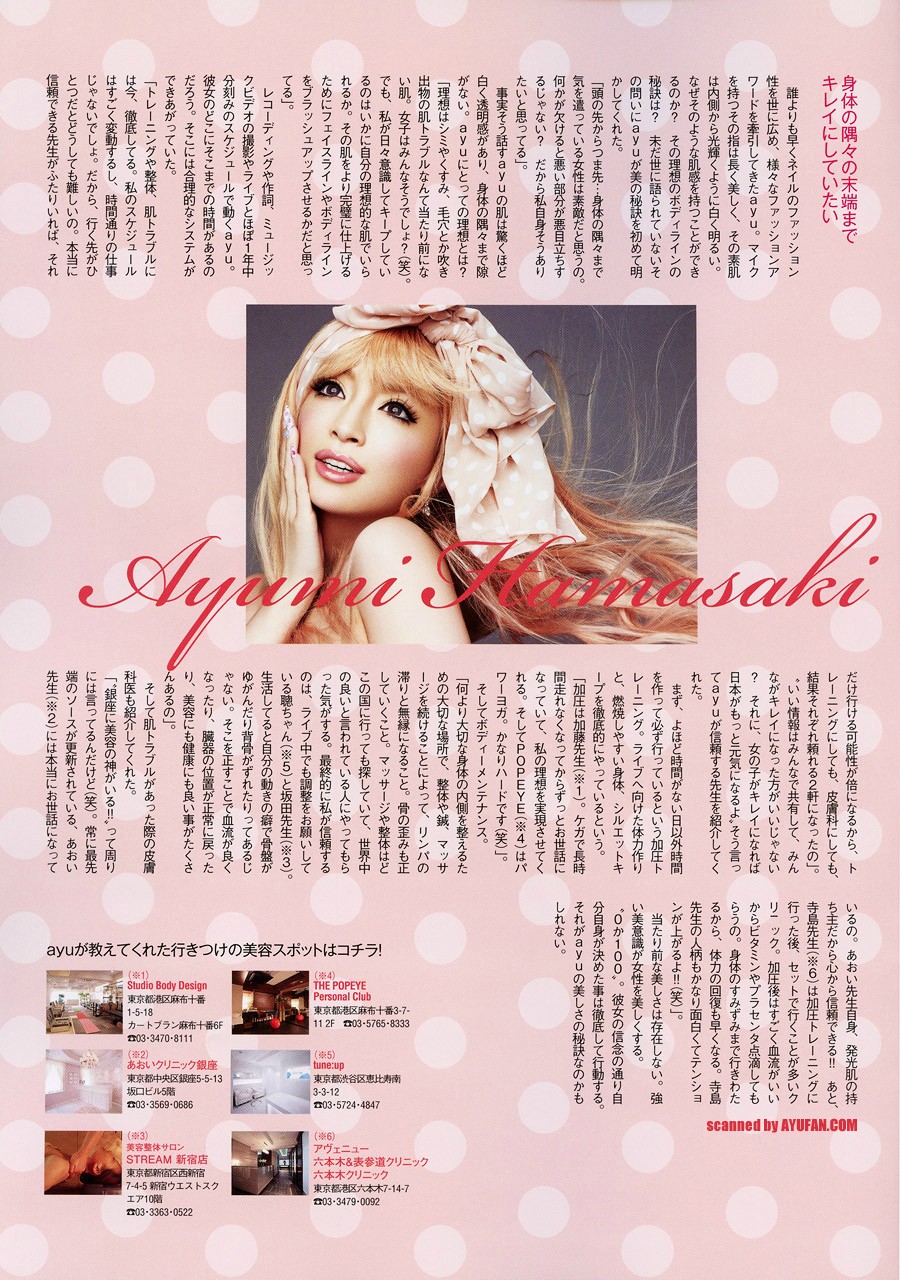 身体の隅々の末端まで
キレイにしていたい
誰よりも早くネイルのファッション
性を世に広め、様々なファッションア
ワードを牽引してきたayu。マイク
を持つその指は長く美しく、その素肌
は内側から光輝くように白く明るい。
なぜそのような肌感を持つことができ
るのか? その理想のボディラインの
秘訣は? 未だ世に語られていないそ
の問いにayuが美の秘訣を初めて明
かしてくれた。
「頭の先からつま先…身体の隅々まで
気を遣っている女性は素敵だと思うの。
何かが欠けると悪い部分が悪目立ちす
るじゃない? だから私自身そうあり
たいと思ってる」。
事実そう話すayuの肌は驚くほど
白く透明感があり、身体の隅々まで隙
がない。ayuにとっての理想とは?
「理想はシミやくすみ、毛穴とか吹き
出物の肌トラブルなんて当たり前にな
い肌。女子はみんなそうでしょ?(笑)。
でも、私が日々意識してキープしてい
るのはいかに自分の理想的な肌でいら
れるか。その肌をより完璧に仕上げる
ためにフェイスラインやボディライン
をブラッシュアップさせるかだと思っ
てる」。
レコーディングや作詞、ミュージッ
クビデオの撮影やライブとほぼ1年中
分刻みのスケジュールで動くayu。
彼女のどこにそこまでの時間があるの
だろう。そこには合理的なシステムが
できあがっていた。
「トレーニングや整体、肌トラブルに
は今、徹底してる。私のスケジュール
はすごく変動するし、時間通りの仕事
じゃないでしょ。だから、行く先がひ
とつだとどうしても難しいの。本当に
信頼できる先生がふたりいれば、それ
Ayumi Hamasaki
だけ行ける可能性が倍になるから、ト
レーニングにしても、皮膚科にしても、
結果それぞれ頼れる2軒になったの」。
“いい情報はみんなで共有して、みん
ながキレイになった方がいいじゃない
? それに、女の子がキレイになれば
日本がもっと元気になるよ”そう言っ
てayuが信頼する先生を紹介してく
れた。
まず、よほど時間がない日以外時間
を作って必ず行っているという加圧ト
レーニング。ライブへ向けた体力作り
と、燃焼しやすい身体、シルエットキ
ープを徹底的にやっているという。
「加圧は加藤先生(※1)。ケガで長時
間走れなくなってからずっとお世話に
なっていて、私の理想を実現させてく
れる。そしてPOPEYE(※4)はパ
ワーヨガ。かなりハードです(笑)」。
そしてボディーメンテナンス。
「何より大切な身体の内側を整えるた
めの大切な場所で、整体や鍼、マッサ
ージを続けることによって、リンパの
滞りと無縁になること。骨の歪みも正
していくこと。マッサージや整体はど
この国に行っても探していて、世界中
の良いと言われている人にやってもら
った気がする。最終的に私が信頼する
のは、ライブ中でも調整をお願いして
いる聰ちゃん(※5)と坂田先生(※3)。
生活してると自分の動きの癖で骨盤が
ゆがんだり背骨がずれたりってあるじ
ゃない。そこを正すことで血流が良く
なったり、臓器の位置が正常に戻った
り、美容にも健康にも良い事がたくさ
んあるの」。
そして肌トラブルがあった際の皮膚
科医も紹介してくれた。
「“銀座に美容の神がいる!!”って周り
には言ってるんだけど(笑)。常に最先
端のソースが更新されている、あおい
先生(※2)には本当にお世話になって
いるの。あおい先生自身、発光肌の持
ち主だから心から信頼できる!! あと、
寺島先生(※6)は加圧トレーニングに
行った後、セットで行くことが多いク
リニック。加圧後はすごく血流がいい
からビタミンやプラセンタ点滴しても
らうの。身体のすみずみまで行きわた
るから、体力の回復も早くなる。寺島
先生の人柄もかなり面白くてテンショ
ンが上がるよ!!(笑)」。
当たり前な美しさは存在しない。強
い美意識が女性を美しくする。
“0か100”。彼女の信念の通り自
分自身が決めた事は徹底して行動する。
それがayuの美しさの秘訣なのかも
しれない。
scanned by AYUFAN.COM
ayuが教えてくれた行きつけの美容スポットはコチラ!
(※1)
Studio Body Design
東京都港区麻布十番
1-5-18
カートブラン麻布十番6F
☎03・3470・8111
(※2)
あおいクリニック銀座
東京都中央区銀座5-5-13
坂口ビル5階
☎03・3569・0686
(※3)
美容整体サロン
STREAM 新宿店
東京都新宿区西新宿
7-4-5 新宿ウエストスク
エア10階
☎03・3363・0522
(※4)
THE POPEYE
Personal Club
東京都港区麻布十番3-7-
11 2F ☎03・5765・8333
(※5)
tune:up
東京都渋谷区恵比寿南
3-3-12
☎03・5724・4847
(※6)
アヴェニュー
六本木&表参道クリニック
六本木クリニック
東京都港区六本木7-14-7
☎03・3479・0092